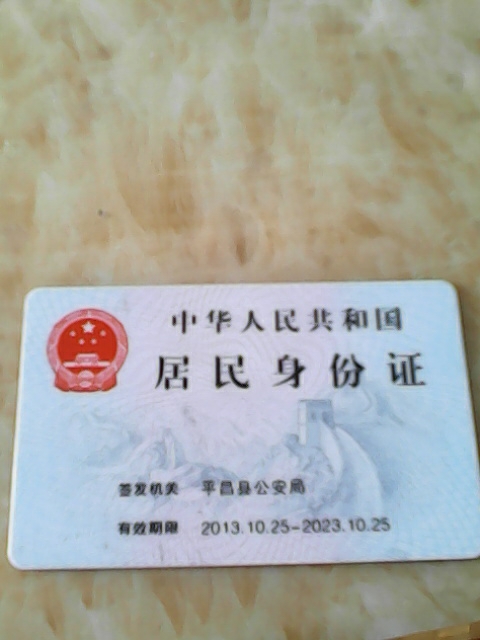 中华人民共和国
居民身份证
签发机关 平昌县公安局
有效期限 2013.10.25-2023.10.25